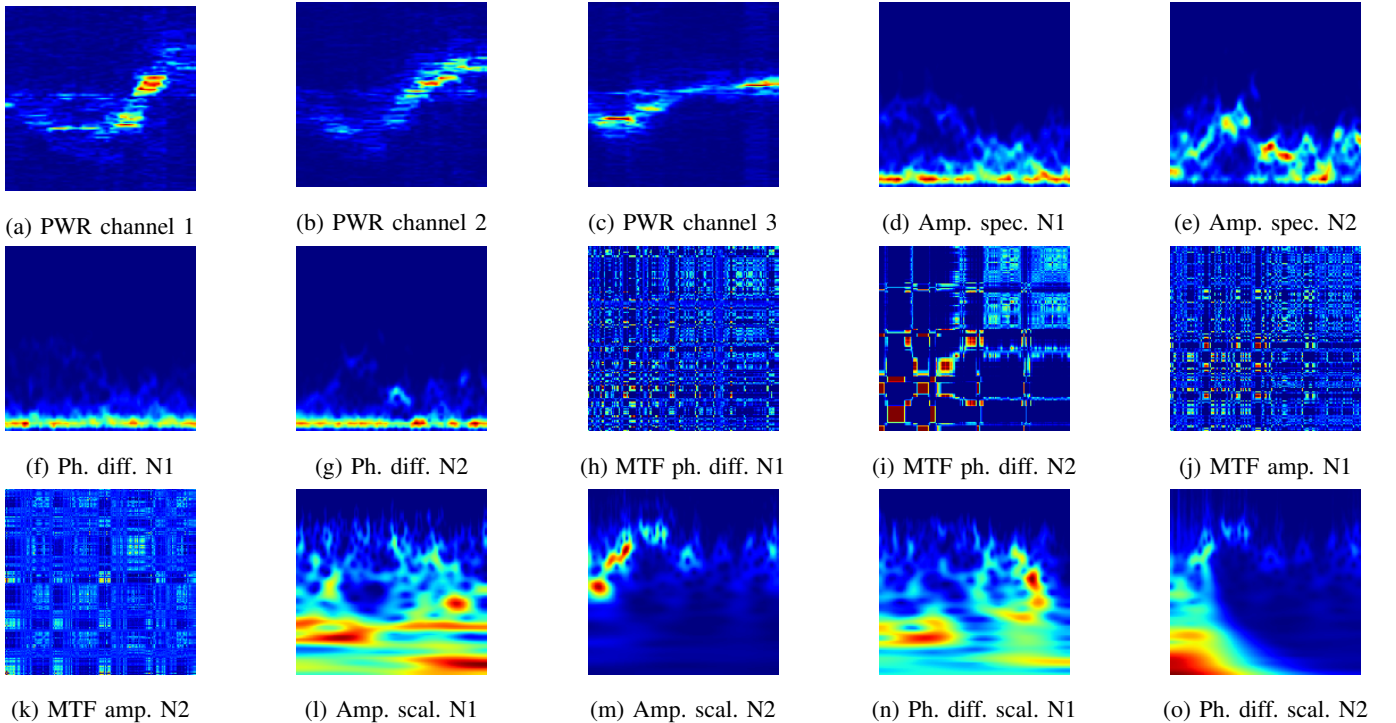 (a) PWR channel 1
(b) PWR channel 2
(c) PWR channel 3
(d) Amp. spec. N1
(e) Amp. spec. N2
(f) Ph. diff. N1
(g) Ph. diff. N2
(h) MTF ph. diff. N1
(i) MTF ph. diff. N2
(j) MTF amp. N1
(k) MTF amp. N2
(l) Amp. scal. N1
(m) Amp. scal. N2
(n) Ph. diff. scal. N1
(o) Ph. diff. scal. N2